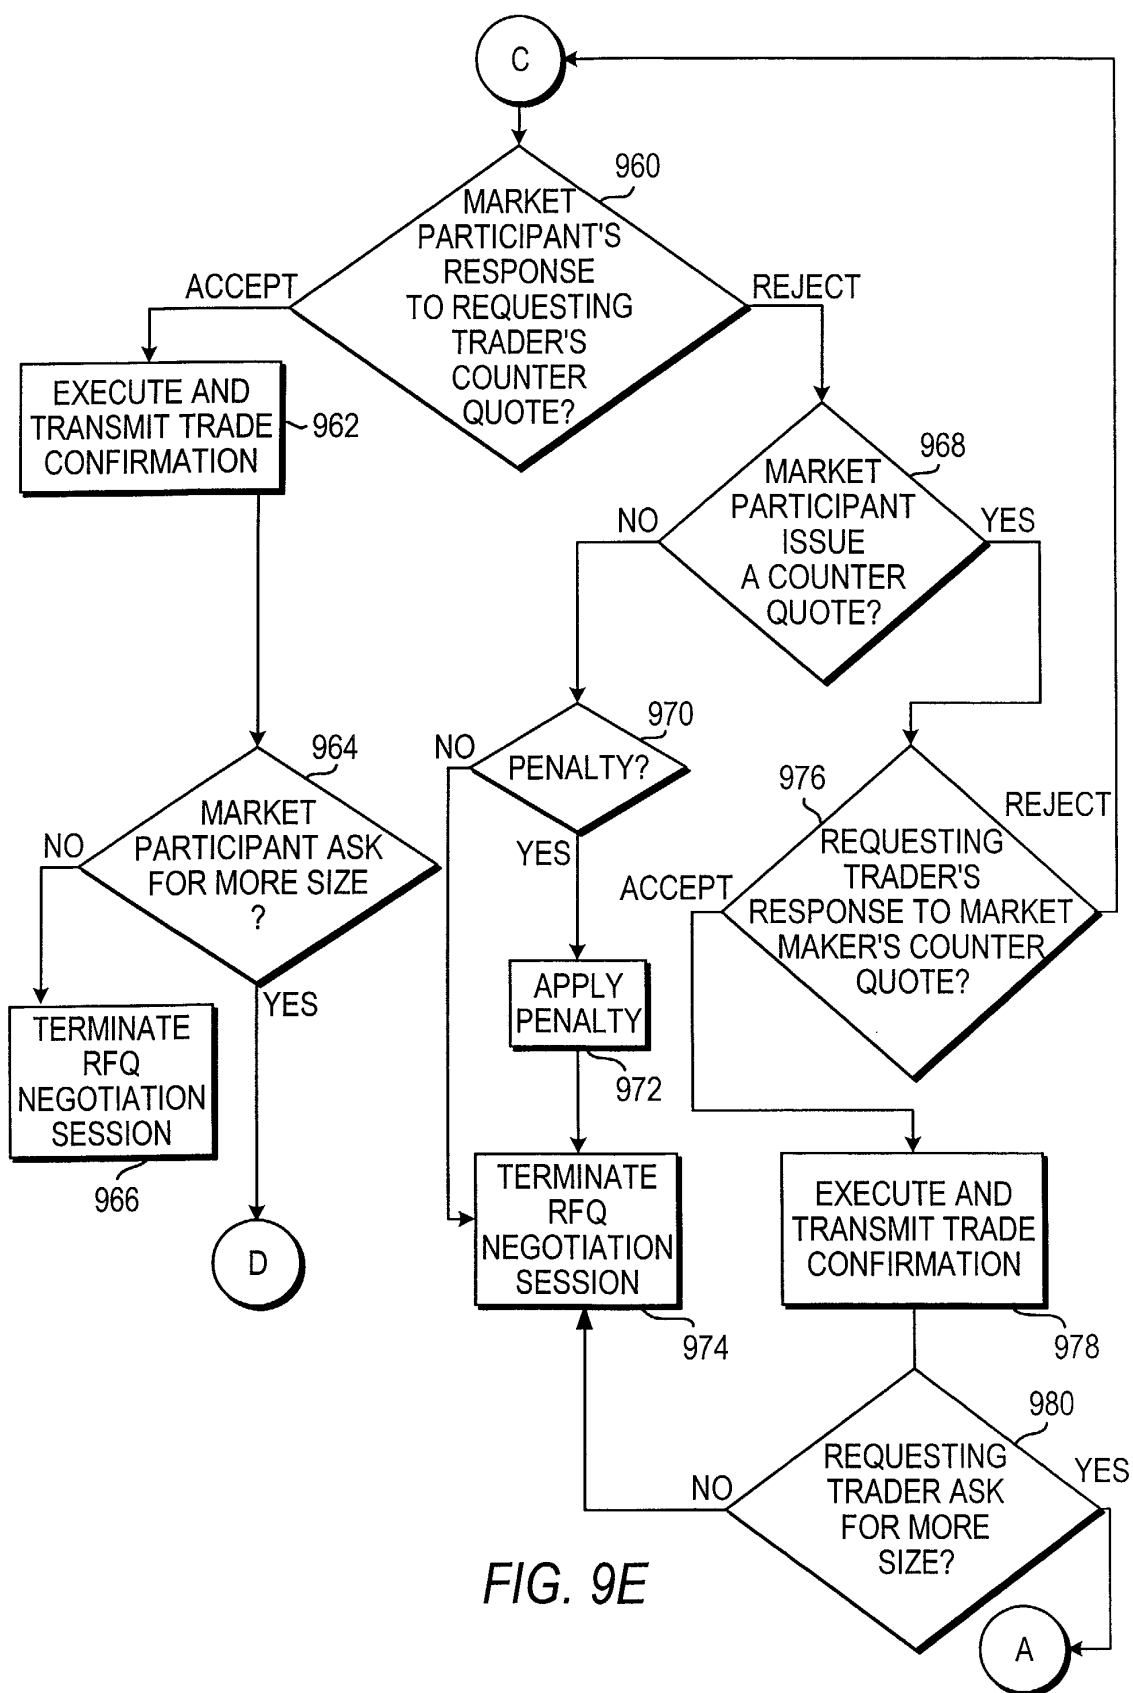 C
960
MARKET
PARTICIPANT'S
RESPONSE
TO REQUESTING
TRADER'S
COUNTER
QUOTE?
ACCEPT
REJECT
EXECUTE AND
TRANSMIT TRADE
CONFIRMATION
962
968
MARKET
PARTICIPANT
ISSUE
A COUNTER
QUOTE?
NO
YES
964
MARKET
PARTICIPANT ASK
FOR MORE SIZE
?
NO
YES
TERMINATE
RFQ
NEGOTIATION
SESSION
966
D
970
PENALTY?
NO
YES
APPLY
PENALTY
972
TERMINATE
RFQ
NEGOTIATION
SESSION
974
976
REQUESTING
TRADER'S
RESPONSE TO MARKET
MAKER'S COUNTER
QUOTE?
ACCEPT
REJECT
EXECUTE AND
TRANSMIT TRADE
CONFIRMATION
978
980
REQUESTING
TRADER ASK
FOR MORE
SIZE?
NO
YES
A
FIG. 9E